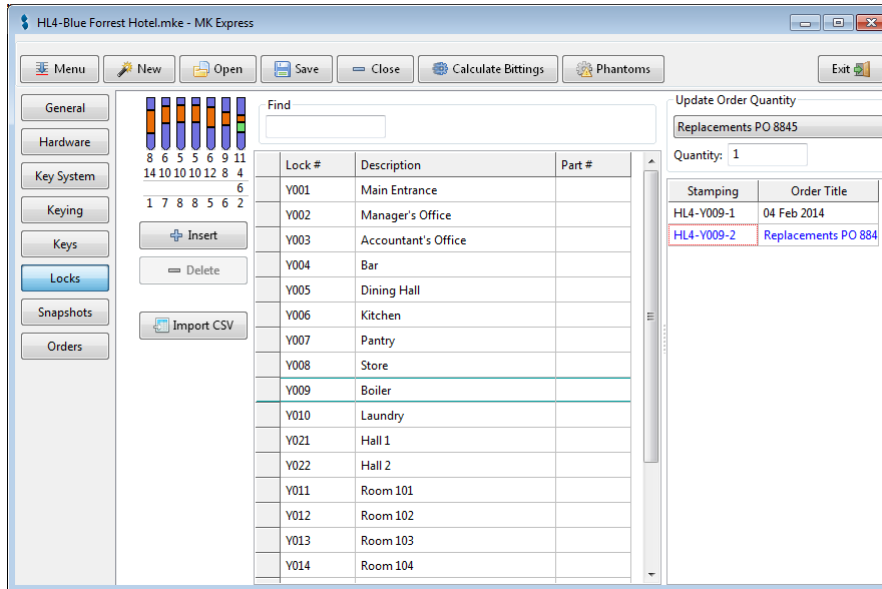 HL4-Blue Forrest Hotel.mke - MK Express
Menu New Open Save Close Calculate Bittings Phantoms Exit
General
Hardware
Key System
Keying
Keys
Locks
Snapshots
Orders
8 6 5 5 6 9 11
14 10 10 10 12 8 4
6
1 7 8 8 5 6 2
Insert
Delete
Import CSV
Find
Lock # Description Part #
Y001 Main Entrance
Y002 Manager's Office
Y003 Accountant's Office
Y004 Bar
Y005 Dining Hall
Y006 Kitchen
Y007 Pantry
Y008 Store
Y009 Boiler
Y010 Laundry
Y021 Hall 1
Y022 Hall 2
Y011 Room 101
Y012 Room 102
Y013 Room 103
Y014 Room 104
Update Order Quantity
Replacements PO 8845
Quantity: 1
Stamping Order Title
HL4-Y009-1 04 Feb 2014
HL4-Y009-2 Replacements PO 884